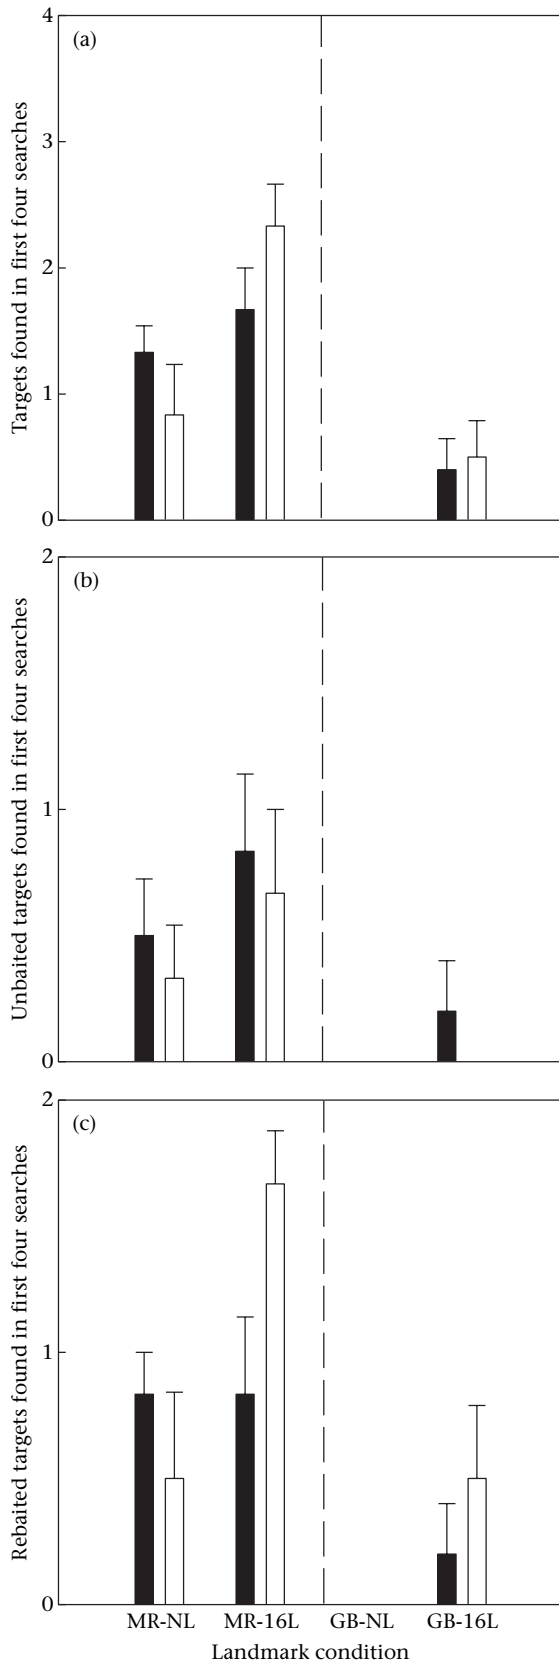 4
(a)
3
2
1
0
Targets found in first four searches
2
(b)
1
0
Unbaited targets found in first four searches
2
(c)
1
0
Rebaited targets found in first four searches
MR-NL MR-16L GB-NL GB-16L
Landmark condition